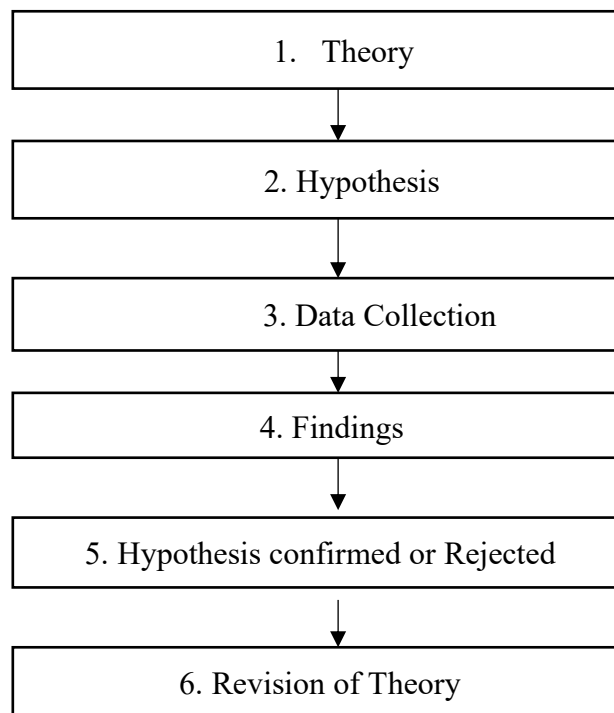 1. Theory
2. Hypothesis
3. Data Collection
4. Findings
5. Hypothesis confirmed or Rejected
6. Revision of Theory